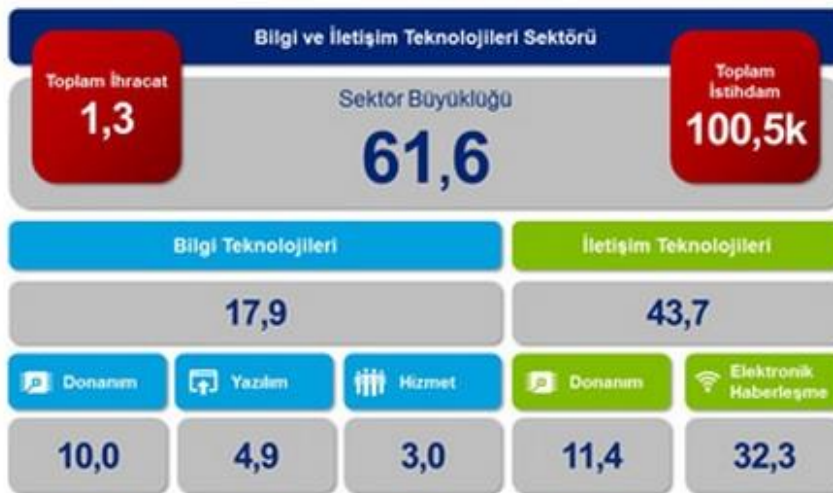 Bilgi ve İletişim Teknolojileri Sektörü
Toplam İhracat
1,3
Sektör Büyüklüğü
61,6
Toplam
İstihdam
100,5k
Bilgi Teknolojileri
İletişim Teknolojileri
17,9
43,7
Donanım
Yazılım
Hizmet
Donanım
Elektronik
Haberleşme
10,0
4,9
3,0
11,4
32,3